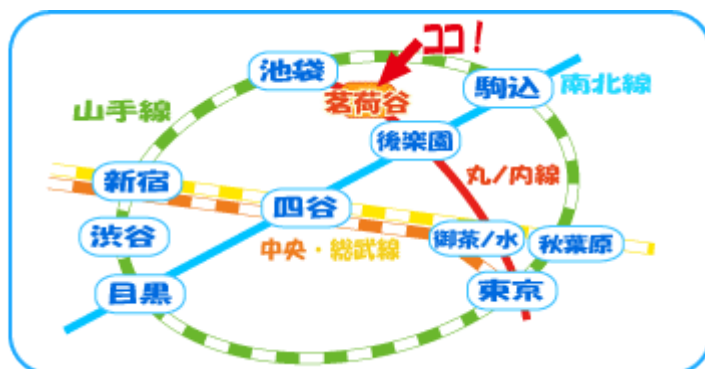 ココ!
池袋
茗荷谷
駒込
南北線
山手線
後楽園
新宿
丸ノ内線
四谷
渋谷
中央・総武線
御茶ノ水
秋葉原
目黒
東京